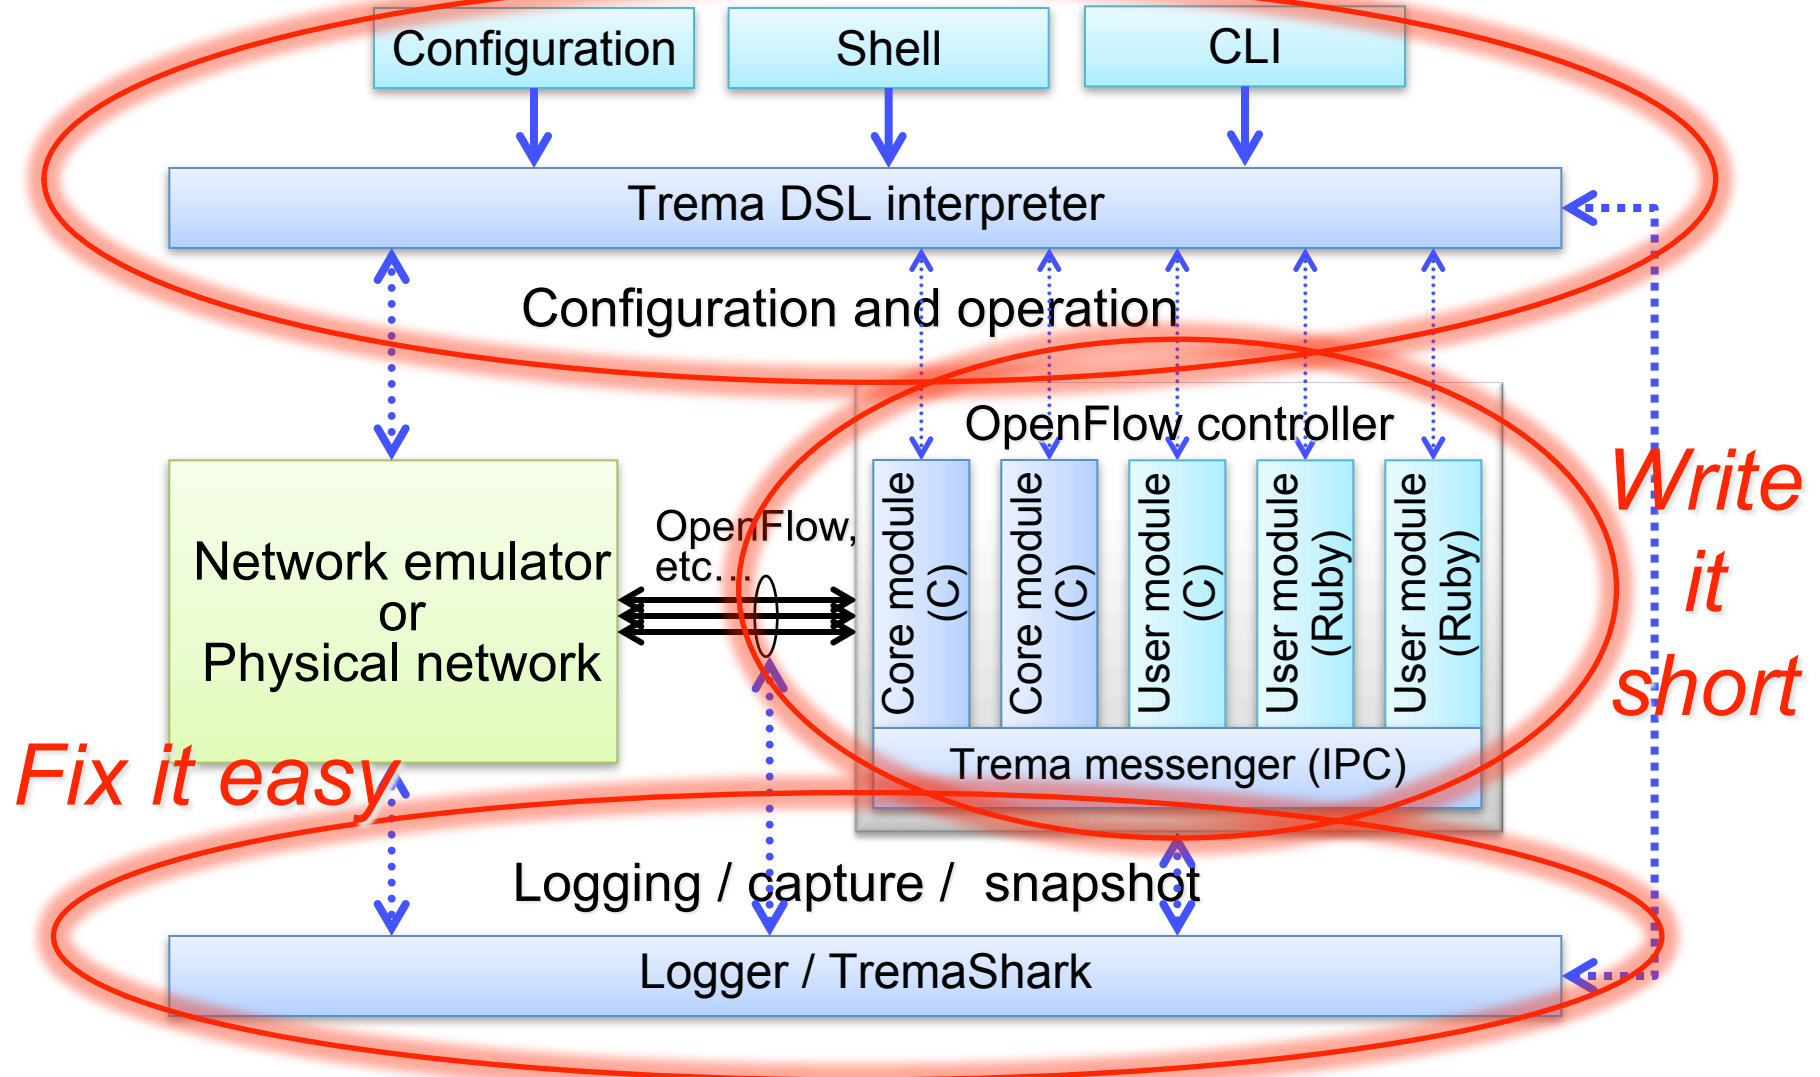 Configuration
Shell
CLI
Trema DSL interpreter
Configuration and operation
OpenFlow controller
Network emulator
or
Physical network
OpenFlow,
etc...
Core module
(C)
Core module
(C)
User module
(C)
User module
(Ruby)
User module
(Ruby)
Trema messenger (IPC)
Write
it
short
Fix it easy
Logging / capture /  snapshot
Logger / TremaShark